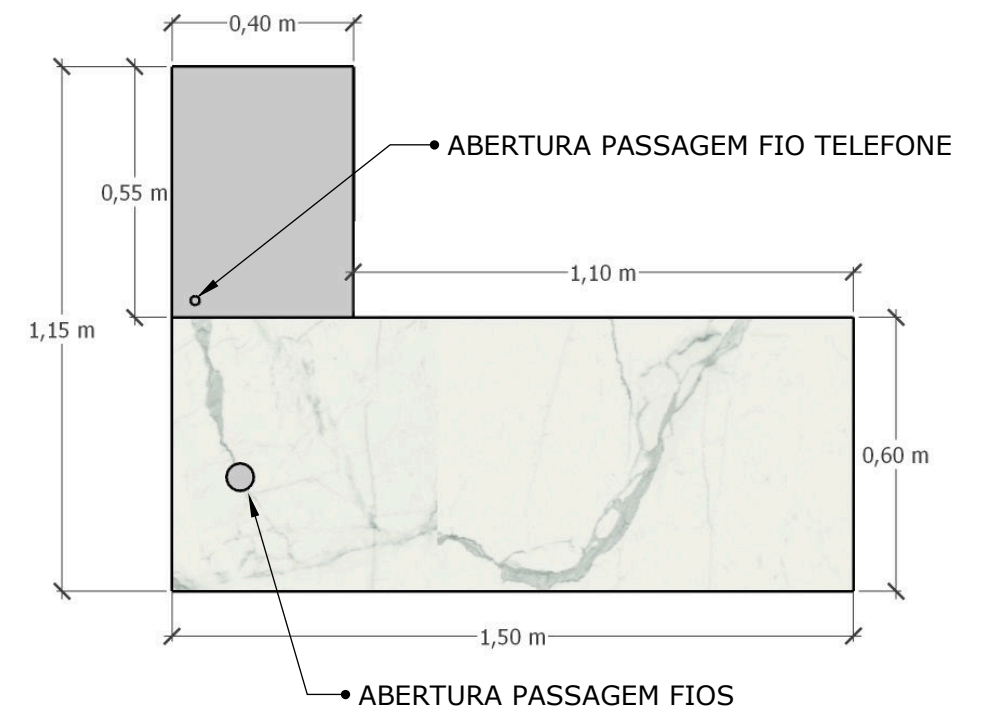 0,40 m
ABERTURA PASSAGEM FIO TELEFONE
0,55 m
1,10 m
1,15 m
0,60 m
1,50 m
ABERTURA PASSAGEM FIOS